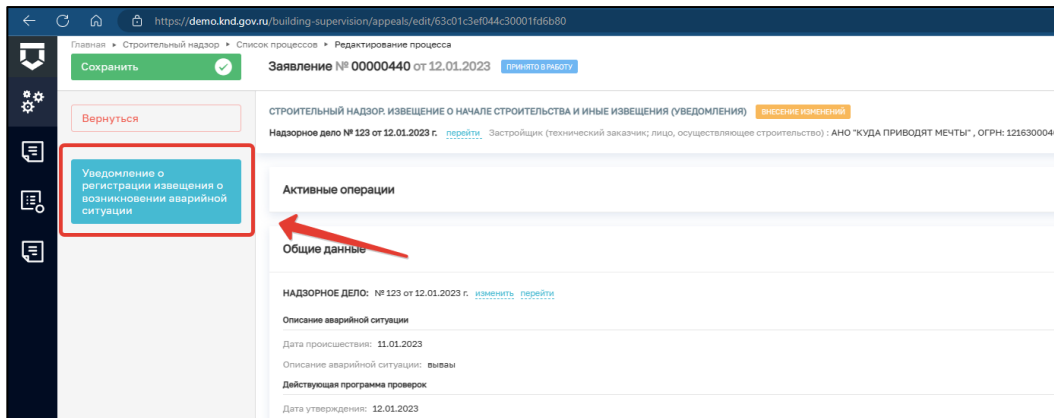 https://demo.knd.gov.ru/building-supervision/appeals/edit/63c01c3ef044c30001fd6b80
Главная ▸ Строительный надзор ▸ Список процессов ▸ Редактирование процесса
Сохранить
Заявление № 00000440 от 12.01.2023 ПРИНЯТО В РАБОТУ
Вернуться
СТРОИТЕЛЬНЫЙ НАДЗОР. ИЗВЕЩЕНИЕ О НАЧАЛЕ СТРОИТЕЛЬСТВА И ИНЫЕ ИЗВЕЩЕНИЯ (УВЕДОМЛЕНИЯ) ВНЕСЕНИЕ ИЗМЕНЕНИЙ
Надзорное дело № 123 от 12.01.2023 г. перейти Застройщик (технический заказчик; лицо, осуществляющее строительство) : АНО "КУДА ПРИВОДЯТ МЕЧТЫ" , ОГРН: 1216300040
Уведомление о
регистрации извещения о
возникновении аварийной
ситуации
Активные операции
Общие данные
НАДЗОРНОЕ ДЕЛО: № 123 от 12.01.2023 г. изменить перейти
Описание аварийной ситуации
Дата происшествия: 11.01.2023
Описание аварийной ситуации: вываы
Действующая программа проверок
Дата утверждения: 12.01.2023